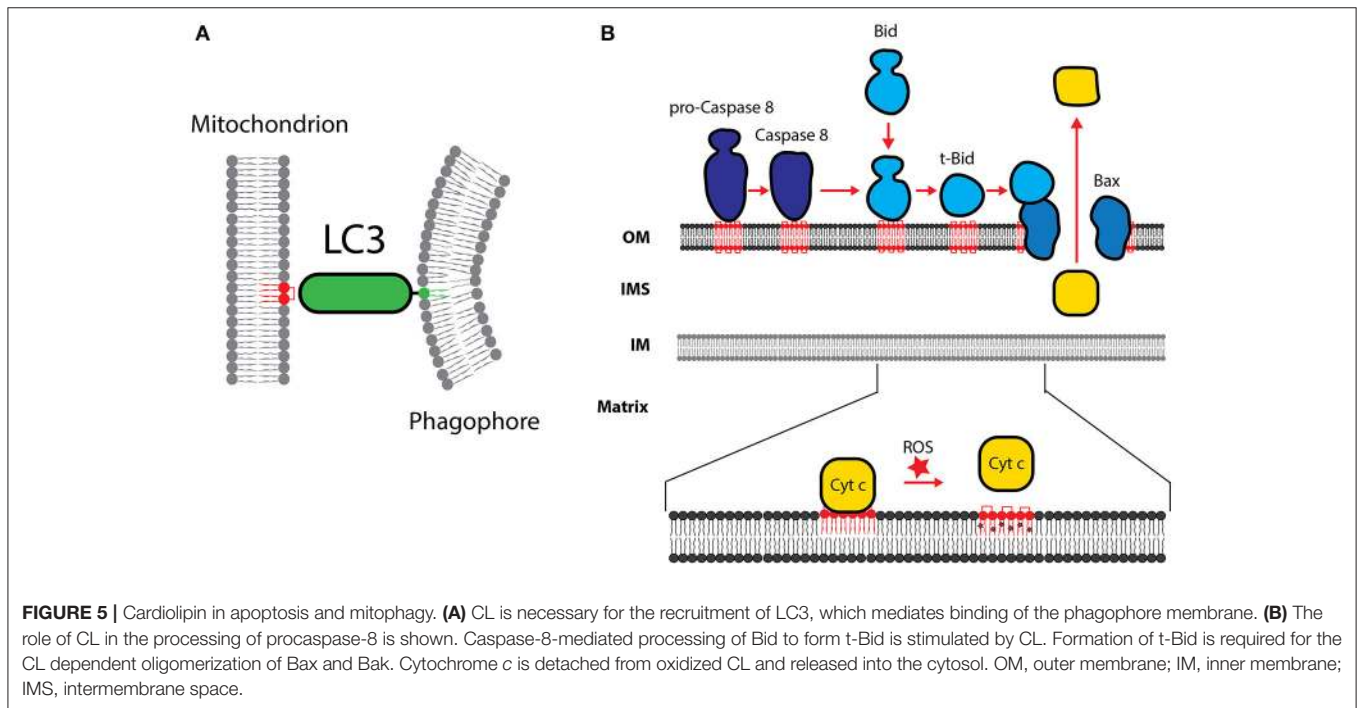 A
Mitochondrion
LC3
Phagophore
B
Bid
pro-Caspase 8
Caspase 8
t-Bid
Bax
OM
IMS
IM
Matrix
ROS
Cyt c
Cyt c
FIGURE 5 | Cardiolipin in apoptosis and mitophagy. (A) CL is necessary for the recruitment of LC3, which mediates binding of the phagophore membrane. (B) The
role of CL in the processing of procaspase-8 is shown. Caspase-8-mediated processing of Bid to form t-Bid is stimulated by CL. Formation of t-Bid is required for the
CL dependent oligomerization of Bax and Bak. Cytochrome c is detached from oxidized CL and released into the cytosol. OM, outer membrane; IM, inner membrane;
IMS, intermembrane space.